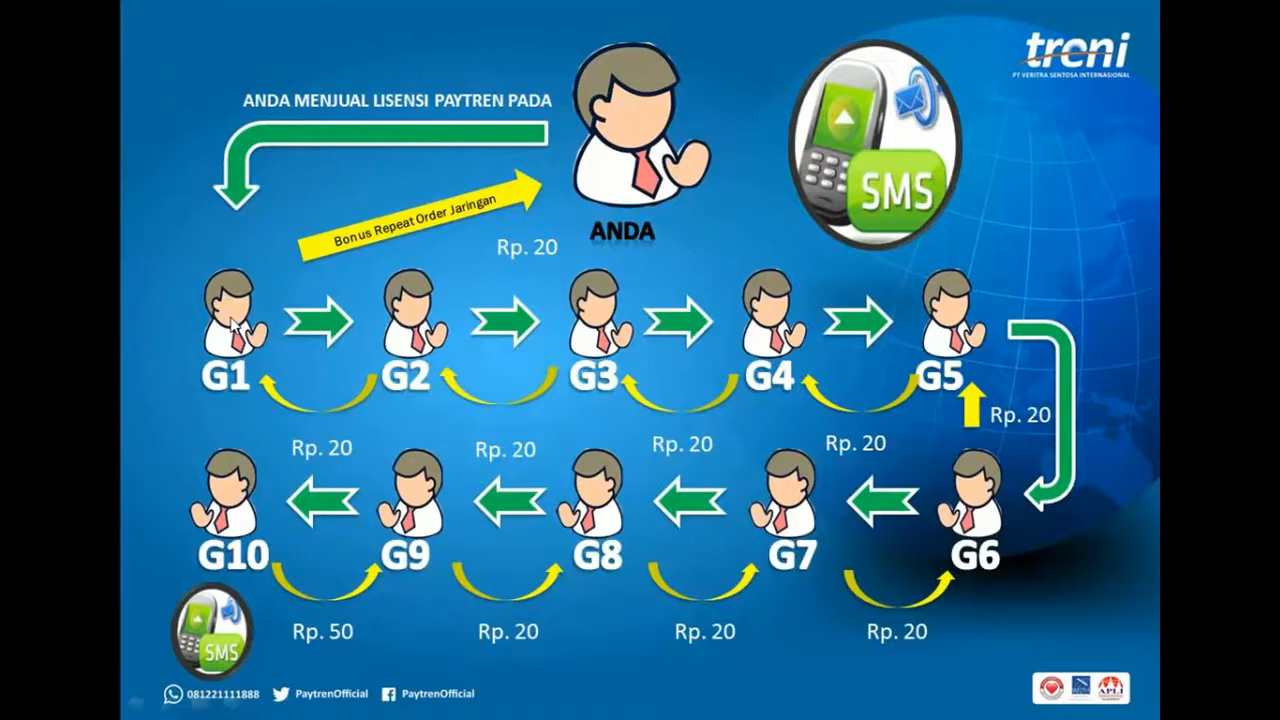 treni
PT VERITRA SENTOSA INTERNASIONAL
ANDA MENJUAL LISENSI PAYTREN PADA
SMS
Bonus Repeat Order Jaringan
ANDA
Rp. 20
G1
G2
G3
G4
G5
Rp. 20
Rp. 20
Rp. 20
Rp. 20
Rp. 20
G10
G9
G8
G7
G6
Rp. 50
Rp. 20
Rp. 20
Rp. 20
SMS
081221111888
PaytrenOfficial
PaytrenOfficial
APLI